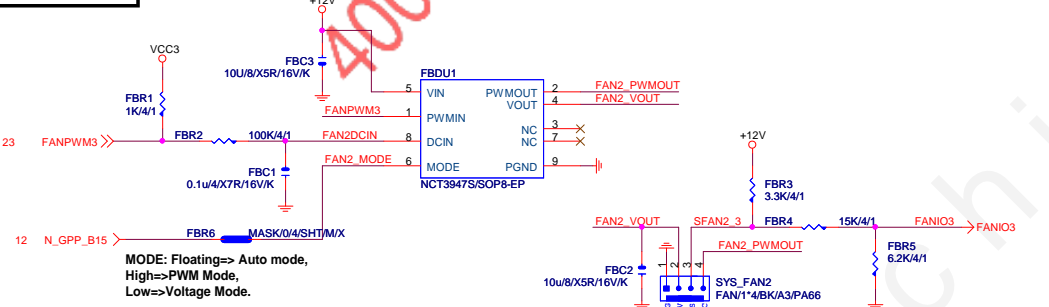 +12V
400
VCC3
FBC3
10U/8/X5R/16V/K
FBDU1
FBR1
1K/4/1
5 VIN PWMOUT 2 FAN2_PWMOUT
VOUT 4 FAN2_VOUT
FANPWM3 1 PWMIN
NC 3
23 FANPWM3 FBR2 100K/4/1 FAN2DCIN 8 DCIN NC 7
FAN2_MODE 6 MODE PGND 9
NCT3947S/SOP8-EP
FBC1
0.1u/4/X7R/16V/K
+12V
FBR3
3.3K/4/1
12 N_GPP_B15 FBR6 MASK/0/4/SHT/M/X
MODE: Floating=> Auto mode,
High=>PWM Mode,
Low=>Voltage Mode.
FAN2_VOUT SFAN2_3 FBR4 15K/4/1 FANIO3 FANIO3
FAN2_PWMOUT
FBR5
6.2K/4/1
FBC2
10u/8/X5R/16V/K
1 2 3 4
SYS_FAN2
FAN/1*4/BK/A3/PA66
chi